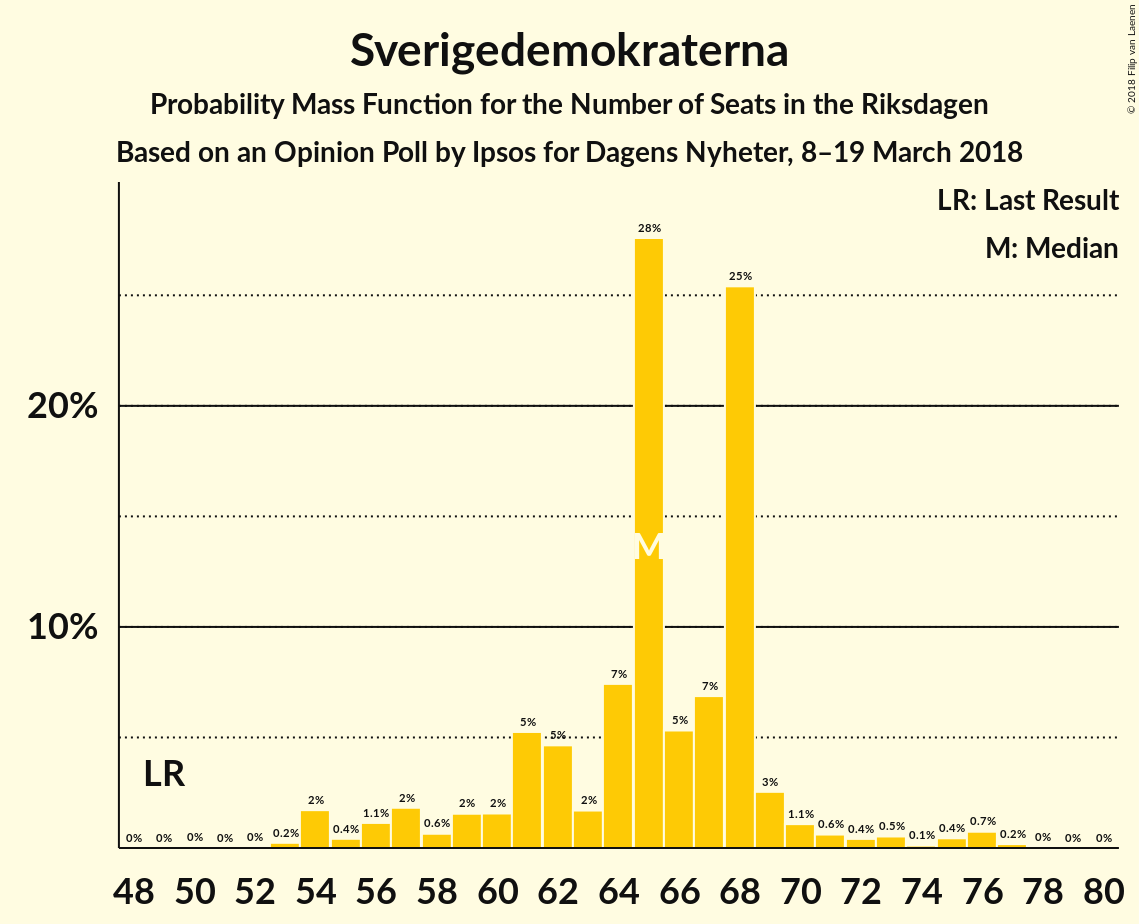 Sverigedemokraterna
Probability Mass Function for the Number of Seats in the Riksdagen
Based on an Opinion Poll by Ipsos for Dagens Nyheter, 8–19 March 2018
© 2018 Filip van Laenen
LR: Last Result
M: Median
20%
10%
LR
M
0% 0% 0% 0% 0% 0.2% 2% 0.4% 1.1% 2% 0.6% 2% 2% 5% 5% 2% 7% 28% 5% 7% 25% 3% 1.1% 0.6% 0.4% 0.5% 0.1% 0.4% 0.7% 0.2% 0% 0% 0%
48 50 52 54 56 58 60 62 64 66 68 70 72 74 76 78 80